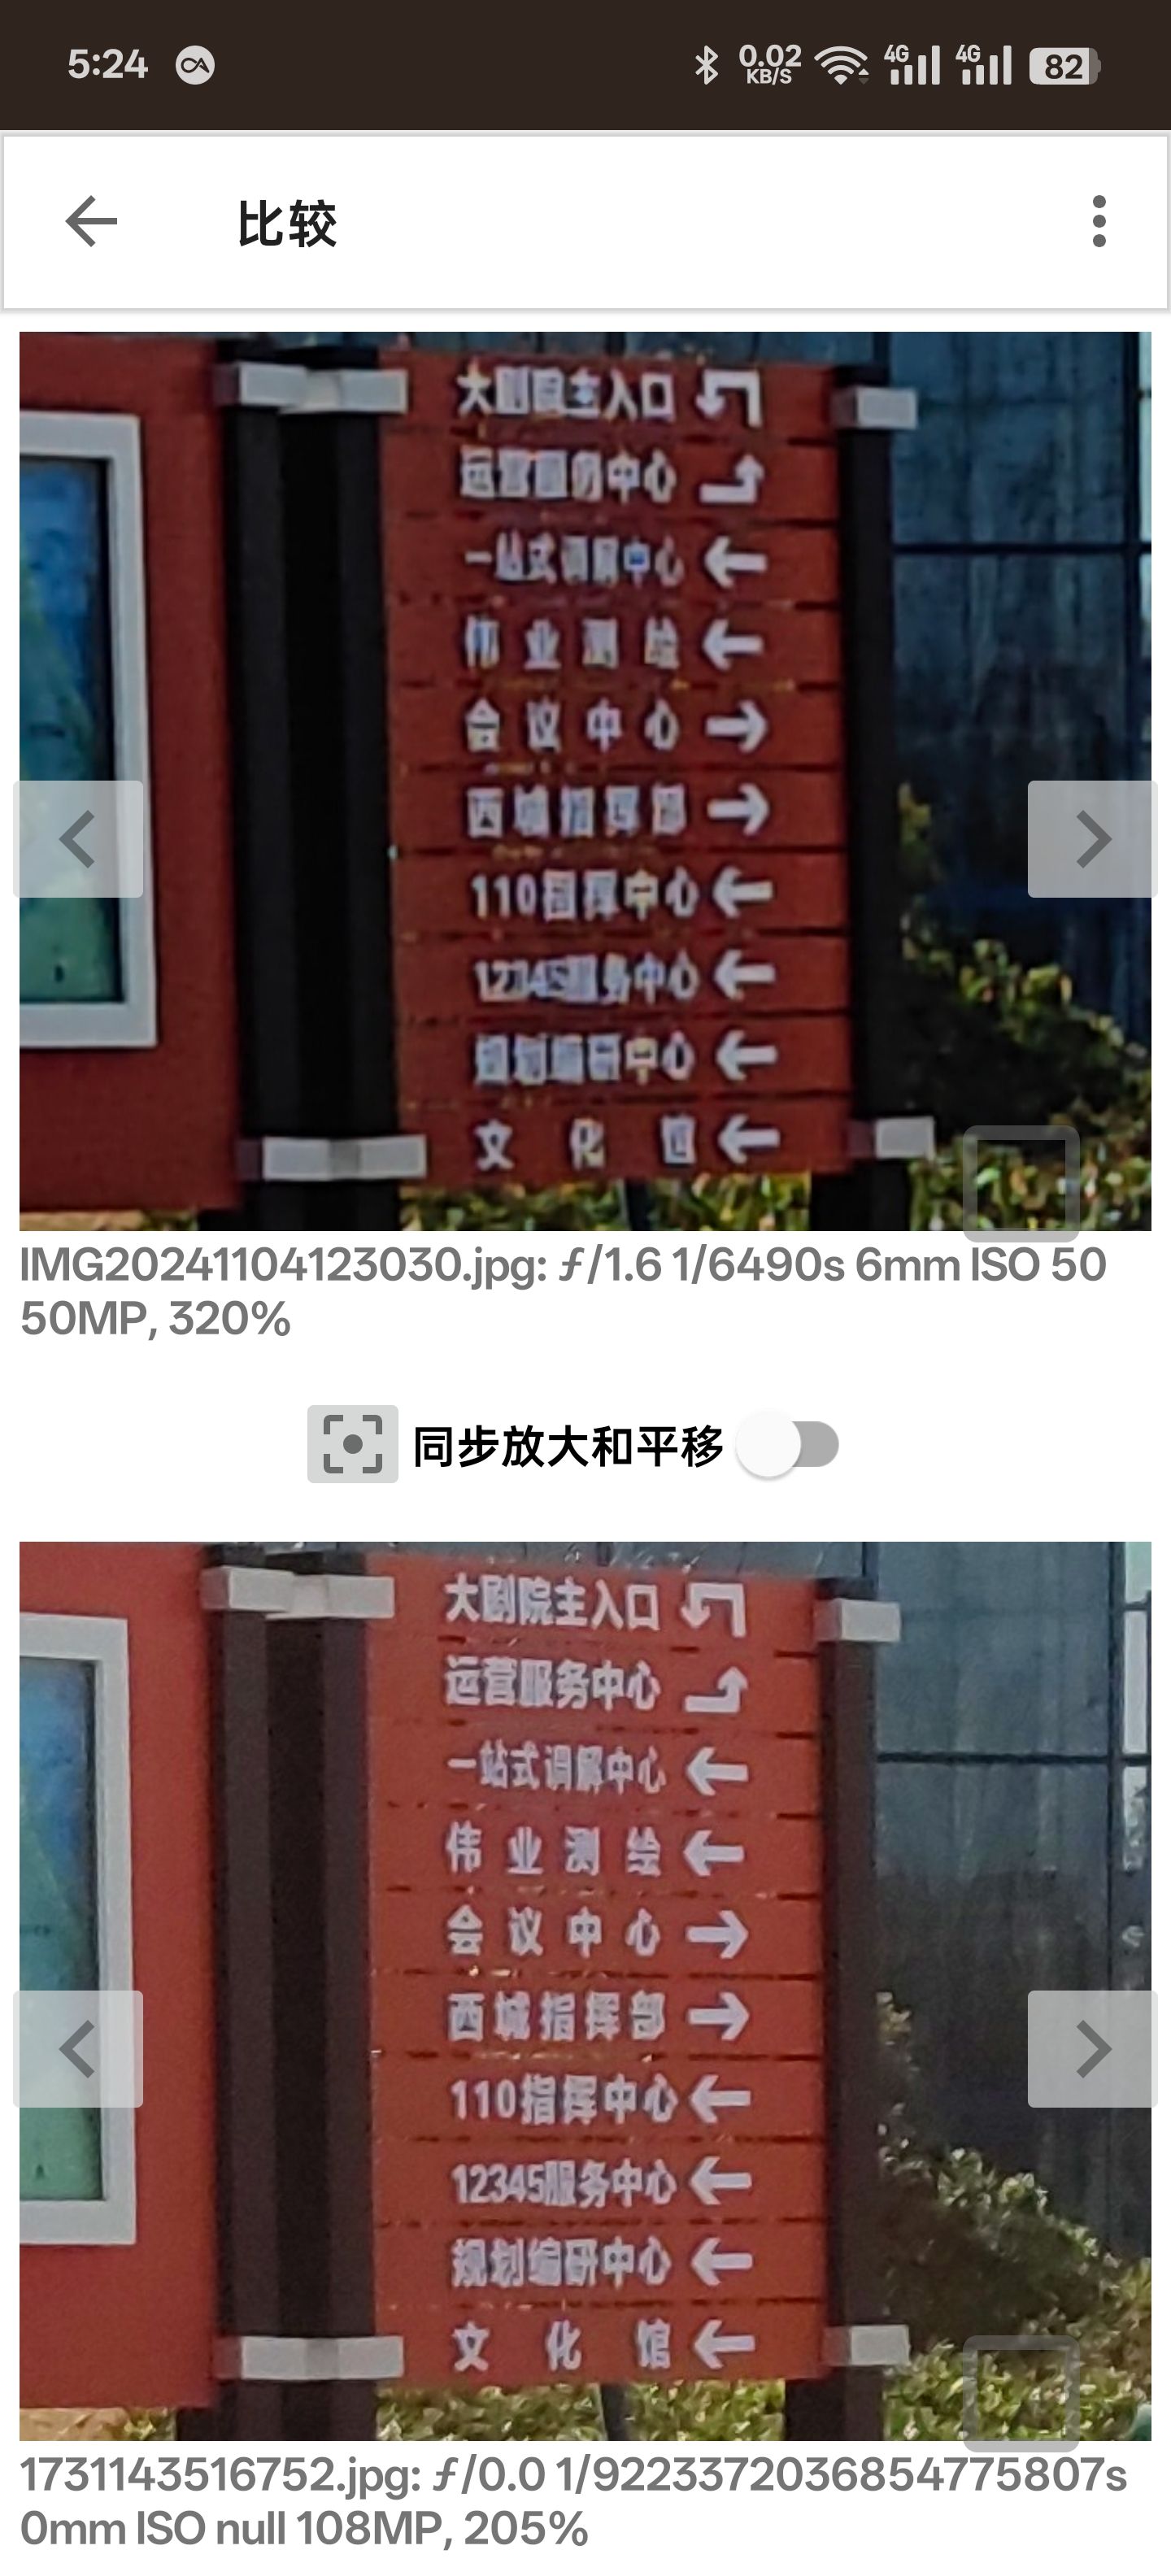 5:24
0.02
KB/S
4G
4G
82
比较
大剧院主入口
运营服务中心
一站式调解中心
伟业测绘
会议中心
西城指挥部
110指挥中心
12345服务中心
规划编研中心
文化馆
IMG20241104123030.jpg: ƒ/1.6 1/6490s 6mm ISO 50
50MP, 320%
同步放大和平移
大剧院主入口
运营服务中心
一站式调解中心
伟业测绘
会议中心
西城指挥部
110指挥中心
12345服务中心
规划编研中心
文化馆
1731143516752.jpg: ƒ/0.0 1/9223372036854775807s
0mm ISO null 108MP, 205%